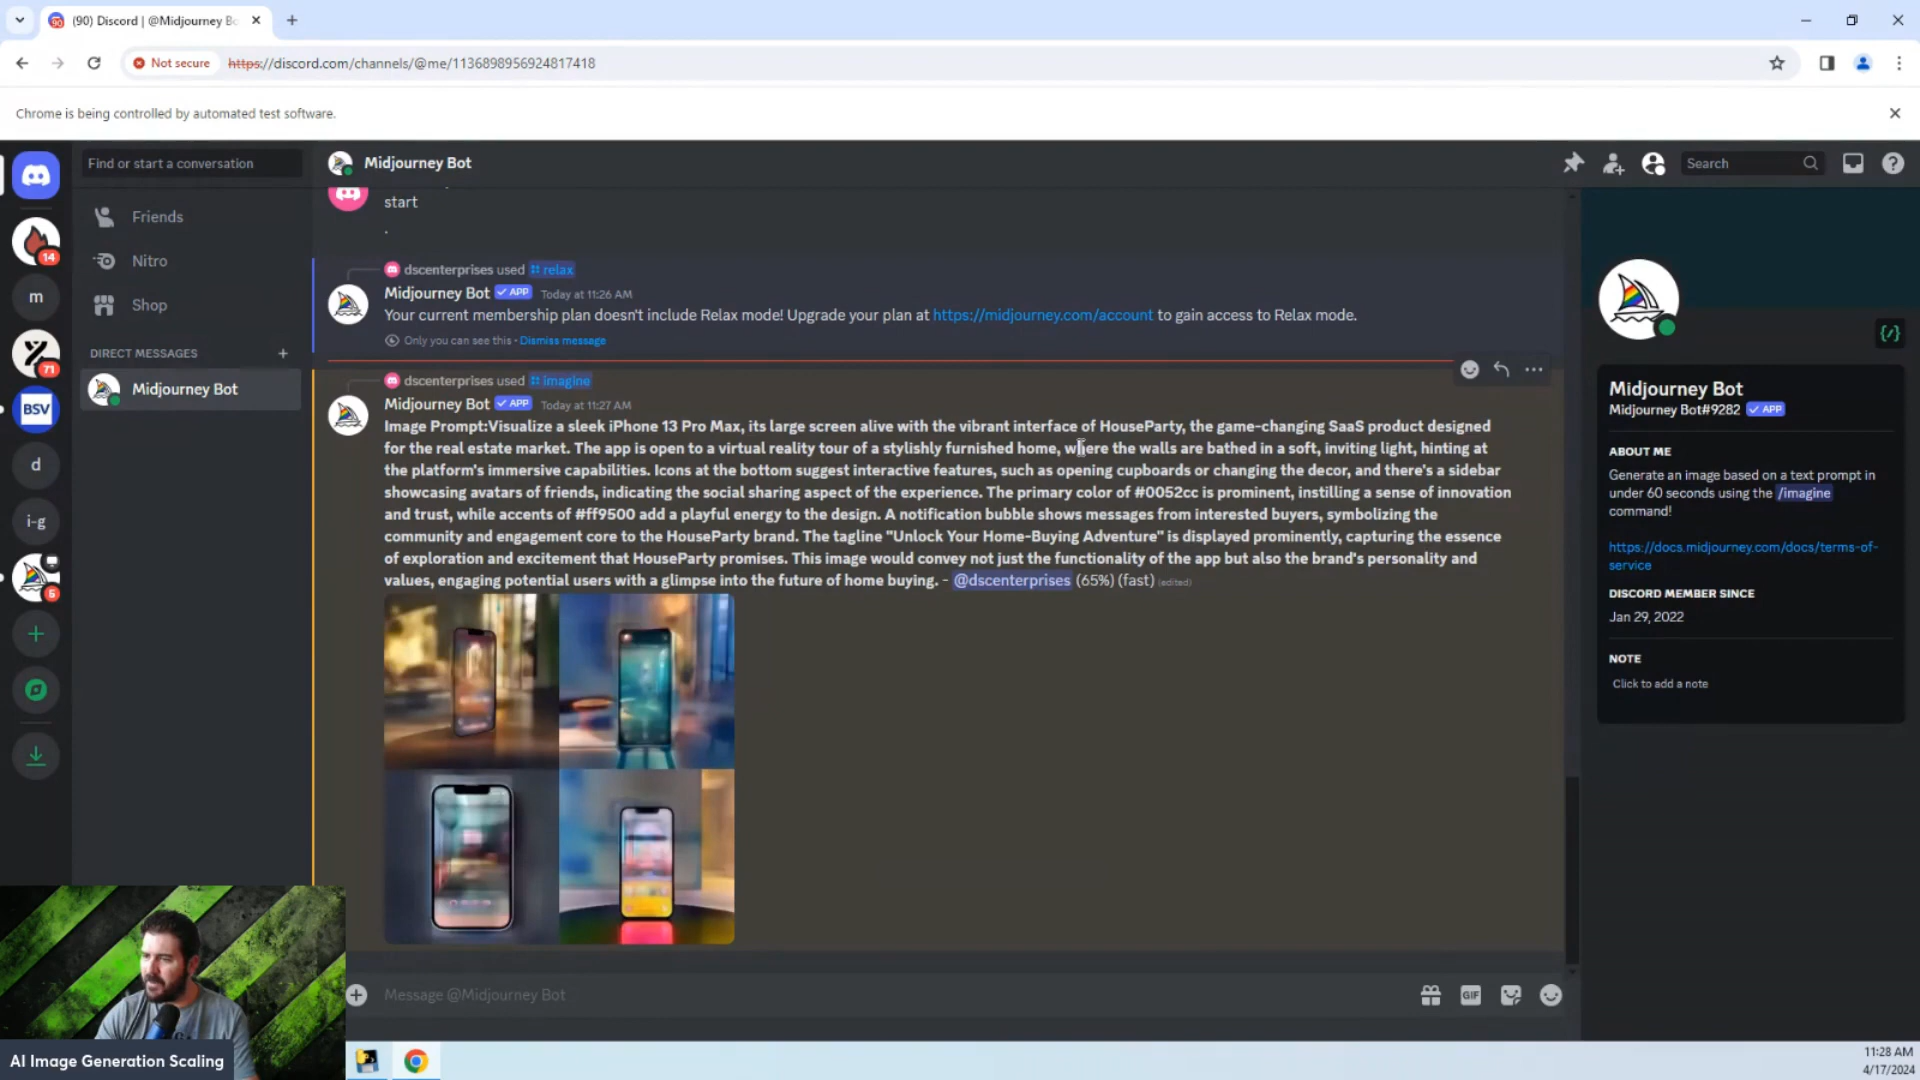 (90) Discord | @Midjourney Bo
Not secure
https://discord.com/channels/@me/1136898956924817418
Chrome is being controlled by automated test software.
Find or start a conversation
Midjourney Bot
Search
Friends
Nitro
Shop
DIRECT MESSAGES
Midjourney Bot
14
m
71
BSV
d
i-g
6
start
.
dscenterprises used relax
Midjourney Bot ✓ APP Today at 11:26 AM
Your current membership plan doesn't include Relax mode! Upgrade your plan at https://midjourney.com/account to gain access to Relax mode.
Only you can see this • Dismiss message
dscenterprises used imagine
Midjourney Bot ✓ APP Today at 11:27 AM
Image Prompt:Visualize a sleek iPhone 13 Pro Max, its large screen alive with the vibrant interface of HouseParty, the game-changing SaaS product designed
for the real estate market. The app is open to a virtual reality tour of a stylishly furnished home, where the walls are bathed in a soft, inviting light, hinting at
the platform's immersive capabilities. Icons at the bottom suggest interactive features, such as opening cupboards or changing the decor, and there's a sidebar
showcasing avatars of friends, indicating the social sharing aspect of the experience. The primary color of #0052cc is prominent, instilling a sense of innovation
and trust, while accents of #ff9500 add a playful energy to the design. A notification bubble shows messages from interested buyers, symbolizing the
community and engagement core to the HouseParty brand. The tagline "Unlock Your Home-Buying Adventure" is displayed prominently, capturing the essence
of exploration and excitement that HouseParty promises. This image would convey not just the functionality of the app but also the brand's personality and
values, engaging potential users with a glimpse into the future of home buying. - @dscenterprises (65%) (fast) (edited)
Message @Midjourney Bot
GIF
Midjourney Bot
Midjourney Bot#9282 ✓ APP
ABOUT ME
Generate an image based on a text prompt in
under 60 seconds using the /imagine
command!
https://docs.midjourney.com/docs/terms-of-
service
DISCORD MEMBER SINCE
Jan 29, 2022
NOTE
Click to add a note
AI Image Generation Scaling
11:28 AM
4/17/2024